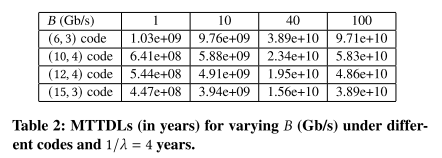 B (Gb/s) 1 10 40 100
(6, 3) code 1.03e+09 9.76e+09 3.89e+10 9.71e+10
(10, 4) code 6.41e+08 5.88e+09 2.34e+10 5.83e+10
(12, 4) code 5.44e+08 4.91e+09 1.95e+10 4.86e+10
(15, 3) code 4.47e+08 3.94e+09 1.56e+10 3.89e+10
Table 2: MTTDLs (in years) for varying B (Gb/s) under differ-
ent codes and 1/λ = 4 years.